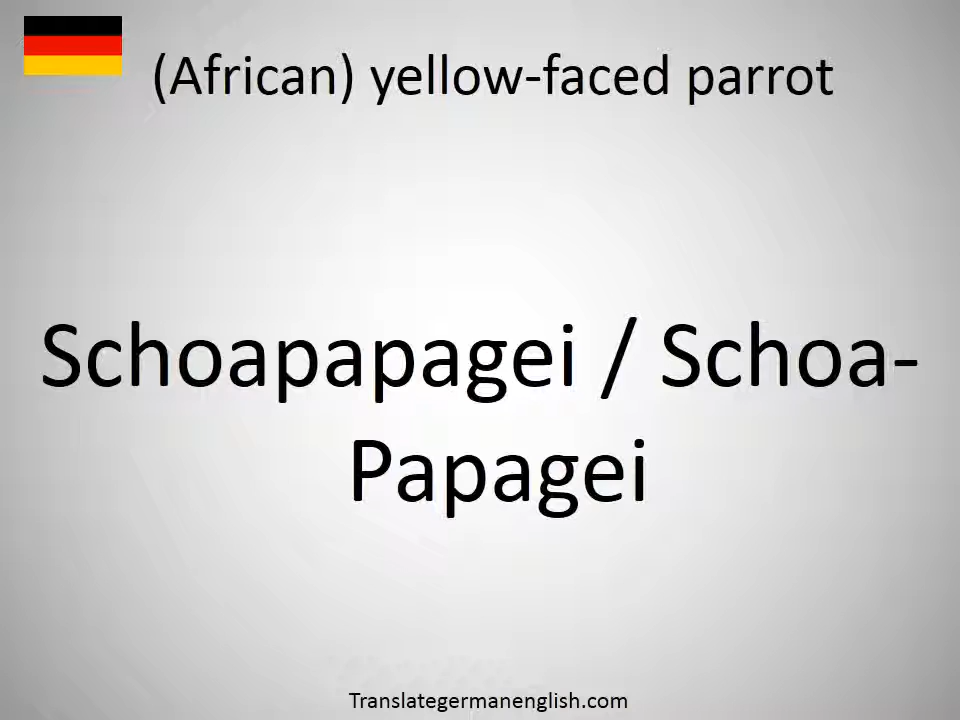 (African) yellow-faced parrot
Schoapapagei / Schoa-
Papagei
Translategermanenglish.com